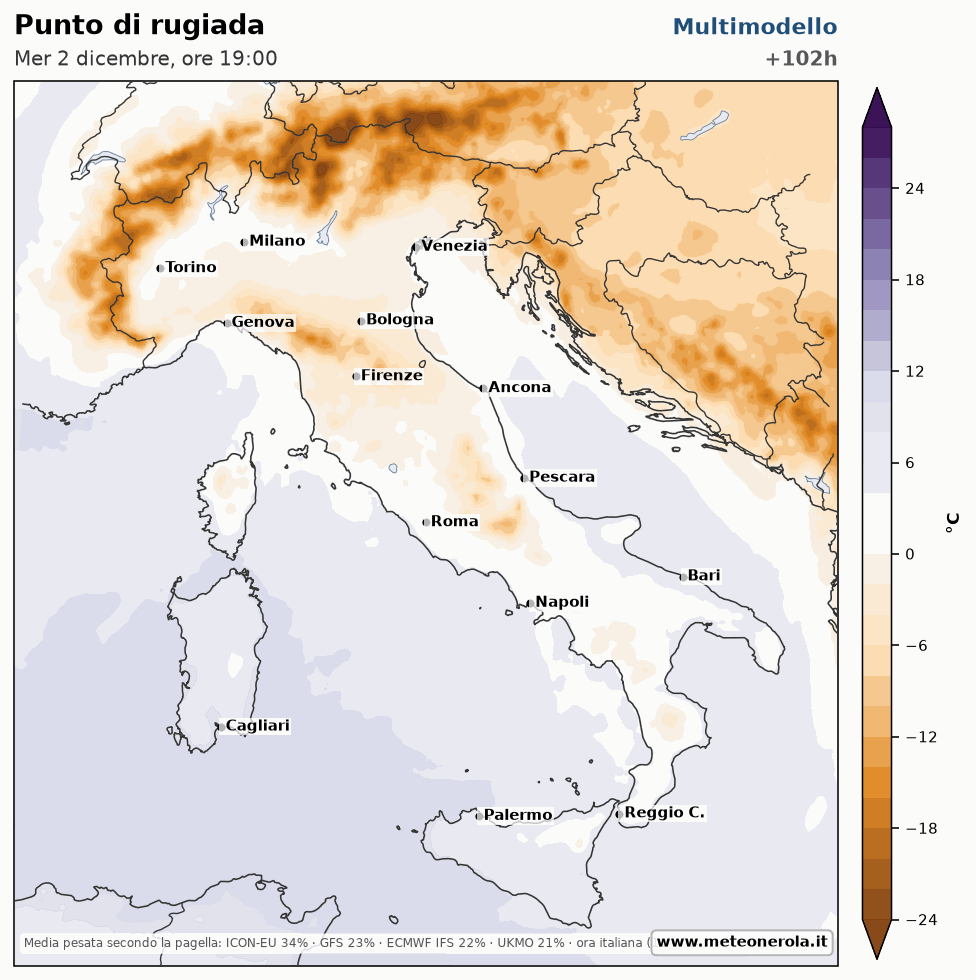 Punto di rugiada
Multimodello
Mer 2 dicembre, ore 19:00
+102h
Milano
Venezia
Torino
Genova
Bologna
Firenze
Ancona
Pescara
Roma
Bari
Napoli
Cagliari
Palermo
Reggio C.
24
18
12
6
0
−6
−12
−18
−24
°C
Media pesata secondo la pagella: ICON-EU 34% · GFS 23% · ECMWF IFS 22% · UKMO 21% · ora italiana (
www.meteonerola.it